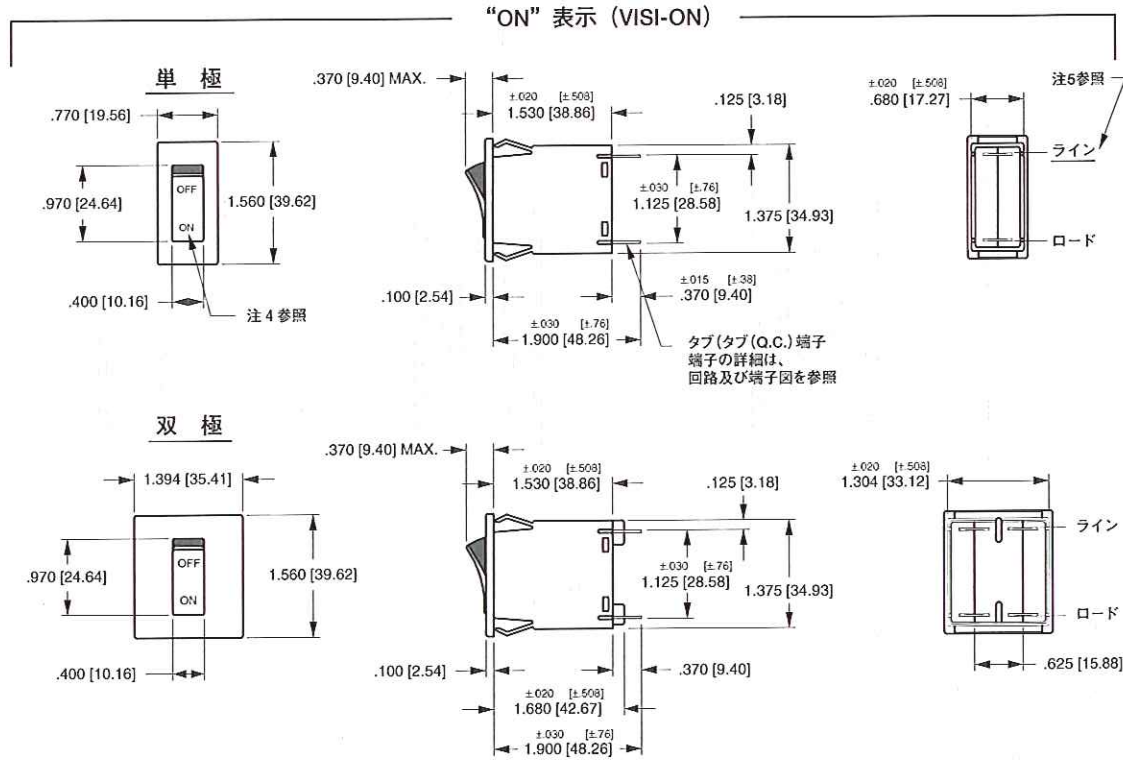 “ON” 表示 (VISI-ON)
単 極
.770 [19.56]
.970 [24.64]
OFF
ON
1.560 [39.62]
.400 [10.16]
注 4 参照
.370 [9.40] MAX.
±.020 [±.508]
1.530 [38.86]
.125 [3.18]
±.030 [±.76]
1.125 [28.58]
1.375 [34.93]
.100 [2.54]
±.015 [±.38]
.370 [9.40]
±.030 [±.76]
1.900 [48.26]
タブ(タブ(Q.C.) 端子
端子の詳細は、
回路及び端子図を参照
±.020 [±.508]
.680 [17.27]
注5参照
ライン
ロード
双 極
1.394 [35.41]
.970 [24.64]
OFF
ON
1.560 [39.62]
.400 [10.16]
.370 [9.40] MAX.
±.020 [±.508]
1.530 [38.86]
.125 [3.18]
±.030 [±.76]
1.125 [28.58]
1.375 [34.93]
.100 [2.54]
.370 [9.40]
±.020 [±.508]
1.680 [42.67]
±.030 [±.76]
1.900 [48.26]
±.020 [±.508]
1.304 [33.12]
ライン
ロード
.625 [15.88]